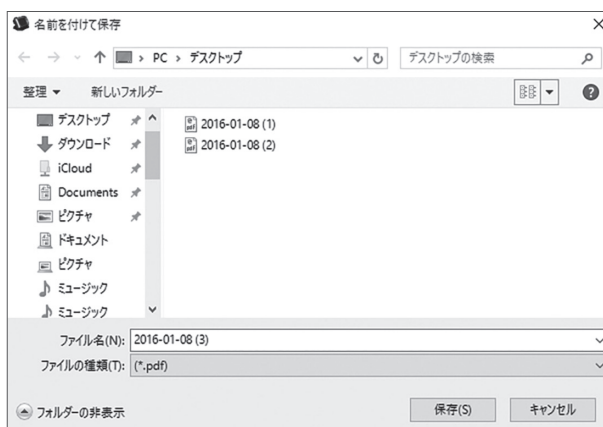 名前を付けて保存
PC › デスクトップ
デスクトップの検索
整理 ▼ 新しいフォルダー
デスクトップ
ダウンロード
iCloud
Documents
ピクチャ
ドキュメント
ピクチャ
ミュージック
ミュージック
2016-01-08 (1)
2016-01-08 (2)
ファイル名(N): 2016-01-08 (3)
ファイルの種類(T): (*.pdf)
フォルダーの非表示
保存(S)
キャンセル